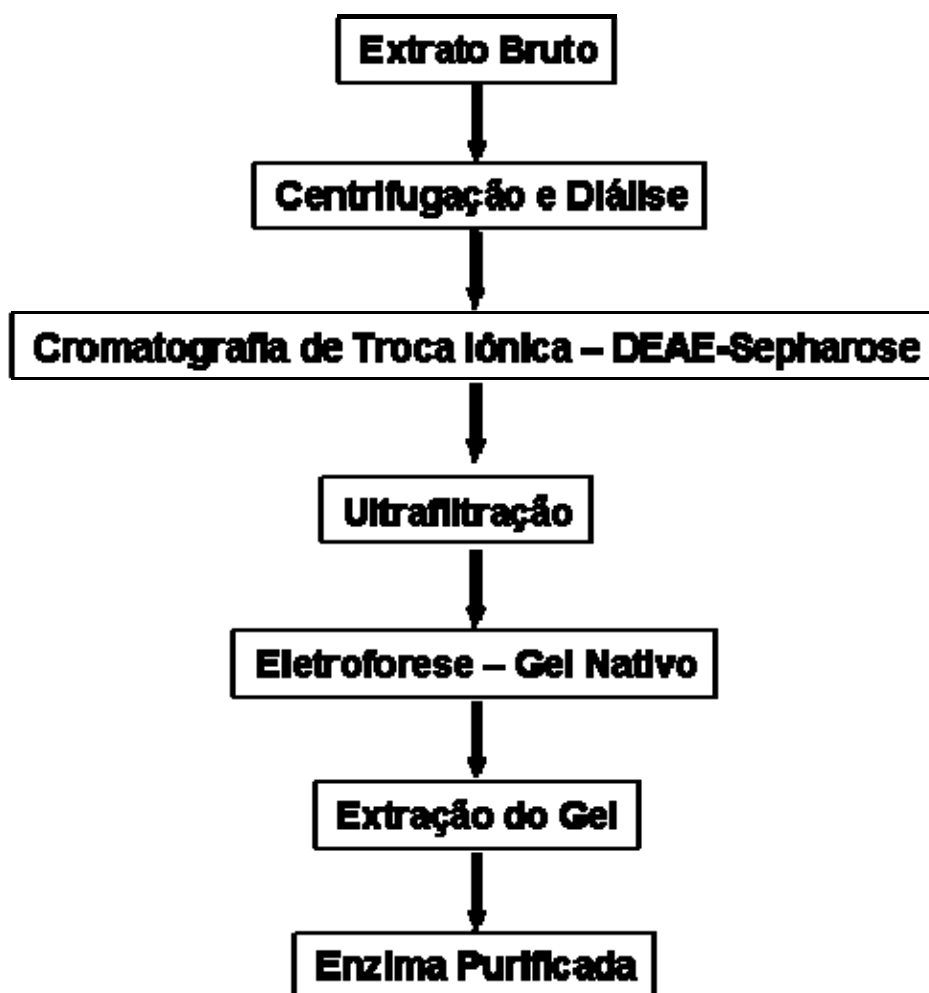 Extrato Bruto
Centrifugação e Diálise
Cromatografia de Troca Iônica – DEAE-Sepharose
Ultrafiltração
Eletroforese – Gel Nativo
Extração do Gel
Enzima Purificada